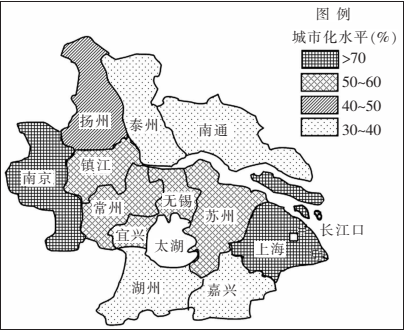 图 例
城市化水平(%)
>70
50~60
40~50
30~40
扬州
泰州
南通
镇江
南京
常州
无锡
苏州
宜兴
太湖
上海
长江口
湖州
嘉兴